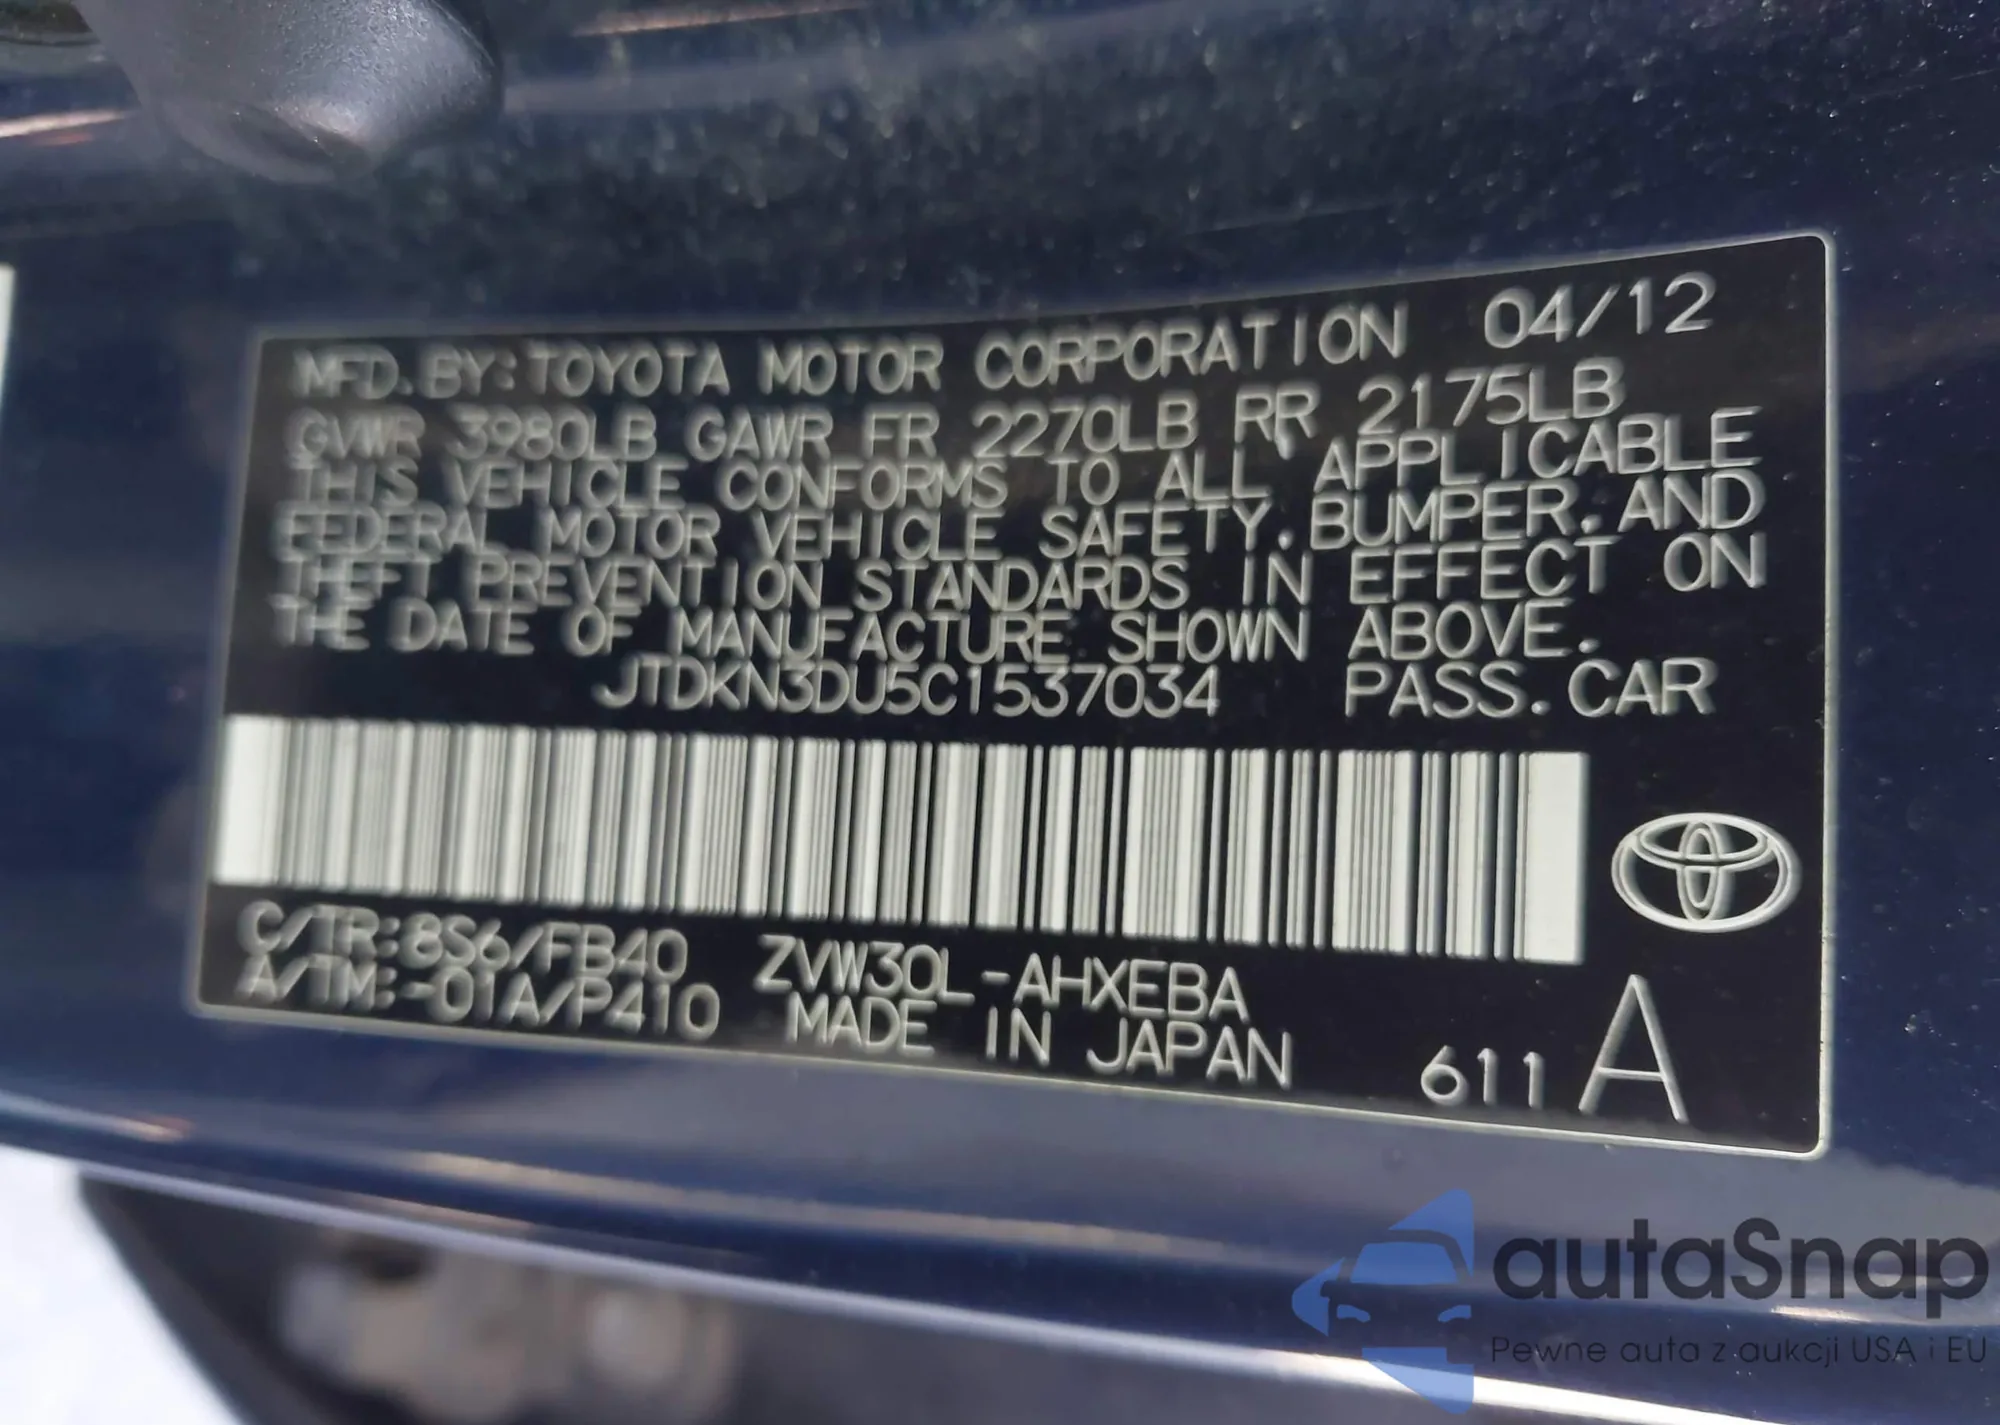 MFD.BY:TOYOTA MOTOR CORPORATION 04/12
GVWR 3980LB GAWR FR 2270LB RR 2175LB
THIS VEHICLE CONFORMS TO ALL APPLICABLE
FEDERAL MOTOR VEHICLE SAFETY, BUMPER, AND
THEFT PREVENTION STANDARDS IN EFFECT ON
THE DATE OF MANUFACTURE SHOWN ABOVE.
JTDKN3DU5C1537034 PASS.CAR
C/TR:8S6/FB40 ZVW30L-AHXEBA
A/TM:-01A/P410 MADE IN JAPAN 611 A
autaSnap
Pewne auta z aukcji USA i EU